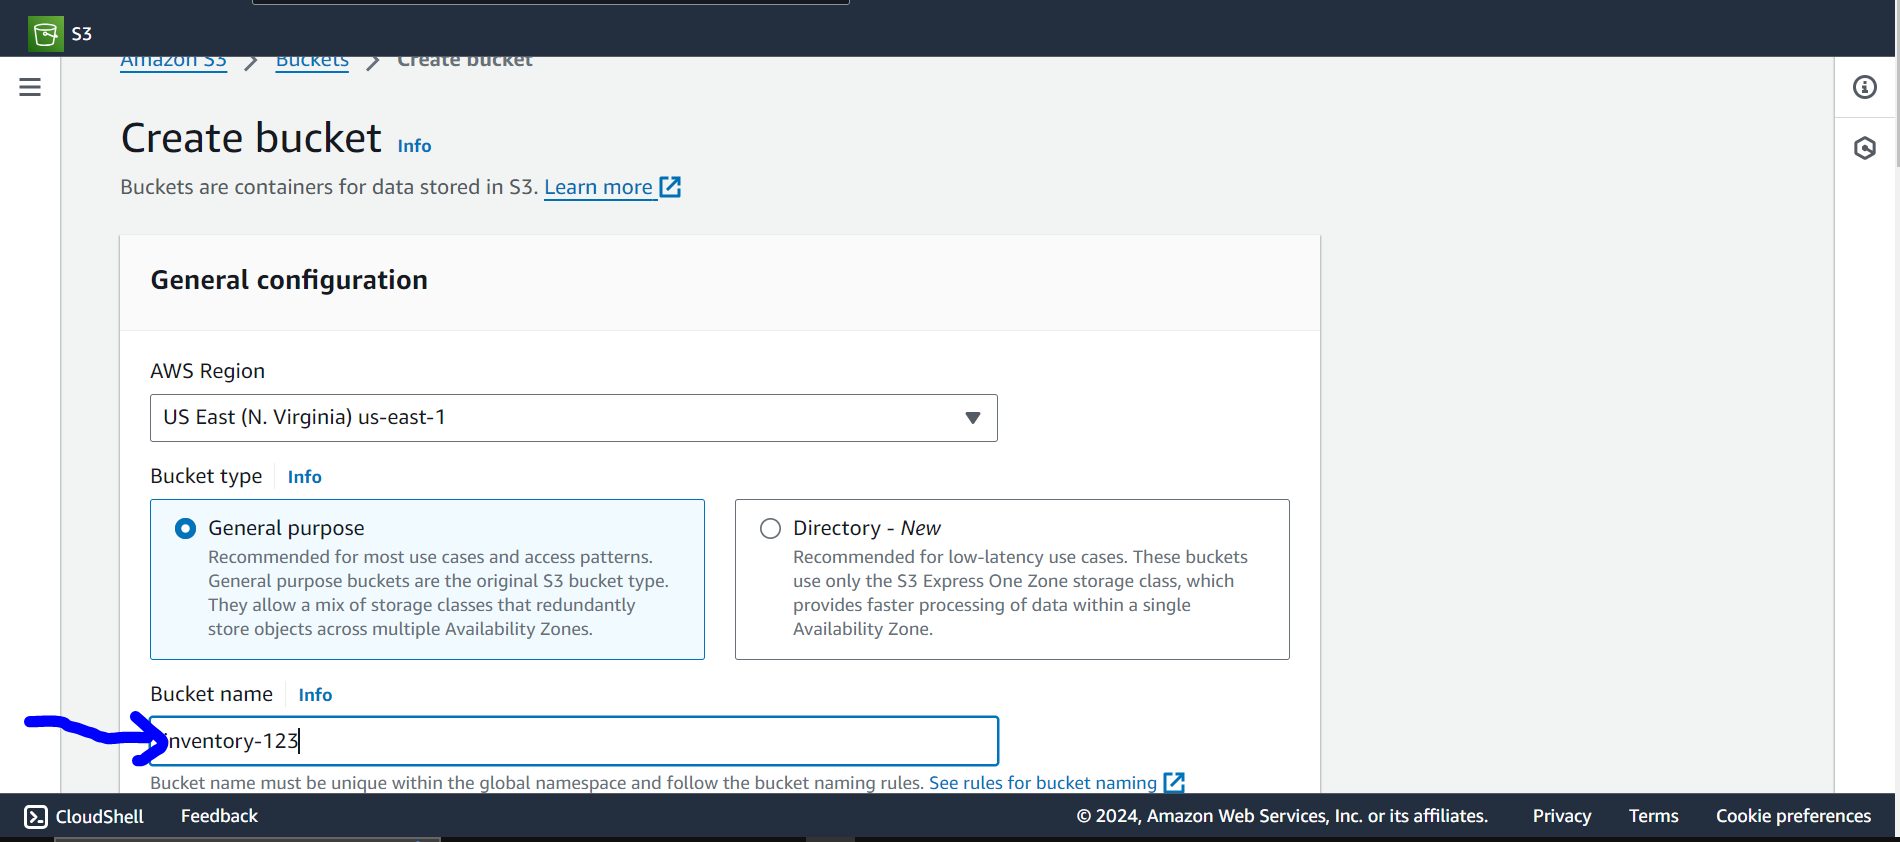 S3
Amazon S3 > Buckets > Create bucket
Create bucket Info
Buckets are containers for data stored in S3. Learn more
General configuration
AWS Region
US East (N. Virginia) us-east-1
Bucket type Info
General purpose
Recommended for most use cases and access patterns.
General purpose buckets are the original S3 bucket type.
They allow a mix of storage classes that redundantly
store objects across multiple Availability Zones.
Directory - New
Recommended for low-latency use cases. These buckets
use only the S3 Express One Zone storage class, which
provides faster processing of data within a single
Availability Zone.
Bucket name Info
inventory-123
Bucket name must be unique within the global namespace and follow the bucket naming rules. See rules for bucket naming
CloudShell Feedback © 2024, Amazon Web Services, Inc. or its affiliates. Privacy Terms Cookie preferences